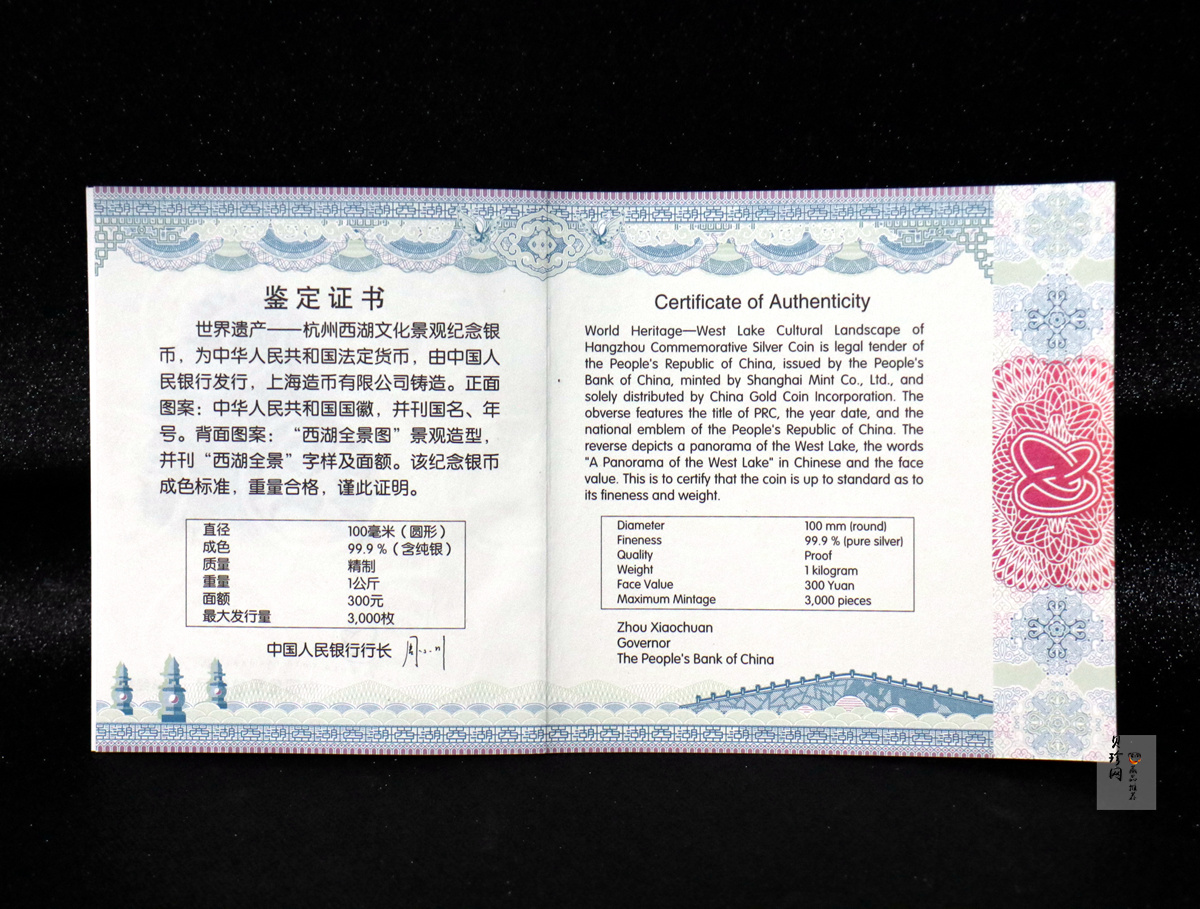 鉴定证书
世界遗产——杭州西湖文化景观纪念银
币，为中华人民共和国法定货币，由中国人
民银行发行，上海造币有限公司铸造。正面
图案：中华人民共和国国徽，并刊国名、年
号。背面图案：“西湖全景图”景观造型，
并刊“西湖全景”字样及面额。该纪念银币
成色标准，重量合格，谨此证明。
直径 100毫米（圆形）
成色 99.9％（含纯银）
质量 精制
重量 1公斤
面额 300元
最大发行量 3,000枚
中国人民银行行长
Certificate of Authenticity
World Heritage—West Lake Cultural Landscape of
Hangzhou Commemorative Silver Coin is legal tender of
the People's Republic of China, issued by the People's
Bank of China, minted by Shanghai Mint Co., Ltd., and
solely distributed by China Gold Coin Incorporation. The
obverse features the title of PRC, the year date, and the
national emblem of the People's Republic of China. The
reverse depicts a panorama of the West Lake, the words
"A Panorama of the West Lake" in Chinese and the face
value. This is to certify that the coin is up to standard as to
its fineness and weight.
Diameter 100 mm (round)
Fineness 99.9 % (pure silver)
Quality Proof
Weight 1 kilogram
Face Value 300 Yuan
Maximum Mintage 3,000 pieces
Zhou Xiaochuan
Governor
The People's Bank of China